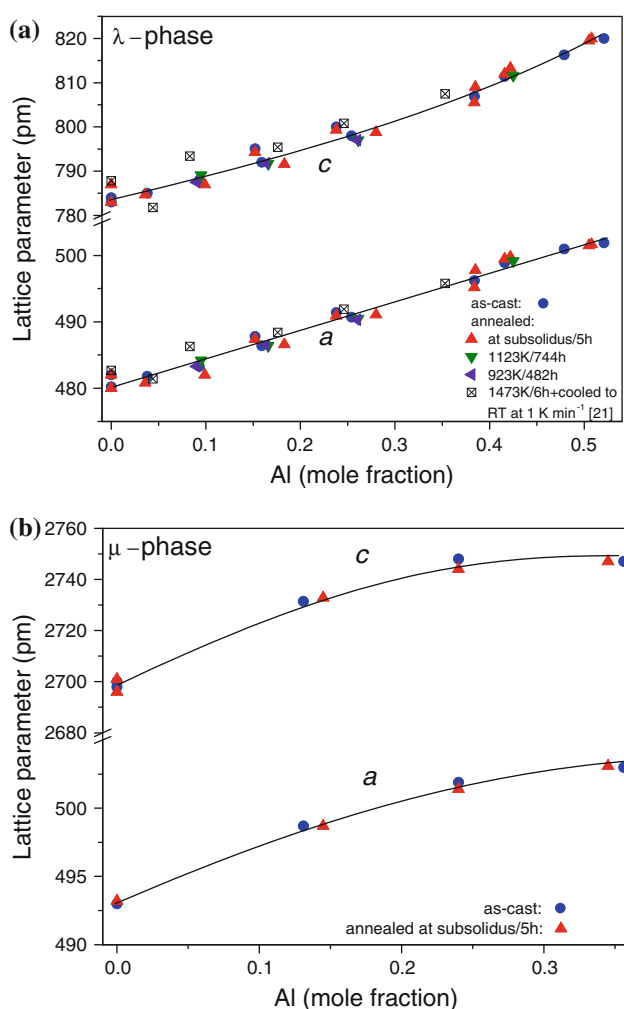 (a)
λ–phase
820
810
800
790
780
500
490
480
Lattice parameter (pm)
c
a
as-cast:
annealed:
at subsolidus/5h
1123K/744h
923K/482h
1473K/6h+cooled to
RT at 1 K min⁻¹ [21]
0.0 0.1 0.2 0.3 0.4 0.5
Al (mole fraction)
(b)
μ–phase
2760
2740
2720
2700
2680
500
495
490
Lattice parameter (pm)
c
a
as-cast:
annealed at subsolidus/5h:
0.0 0.1 0.2 0.3
Al (mole fraction)